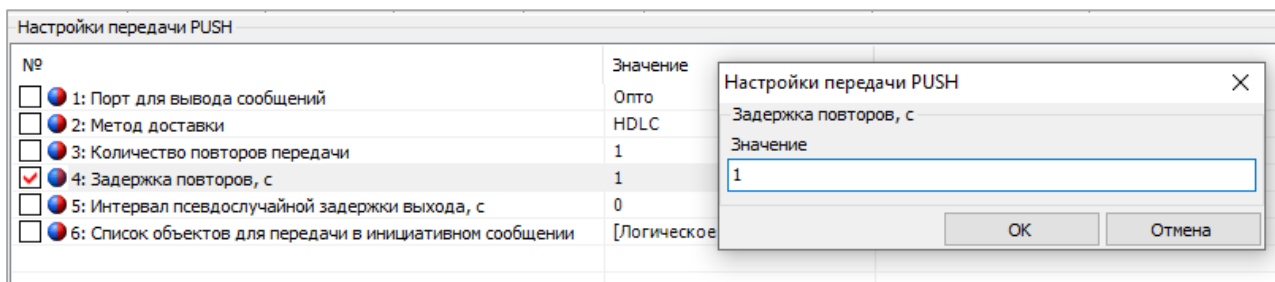 Настройки передачи PUSH
№
Значение
1: Порт для вывода сообщений
Опто
2: Метод доставки
HDLC
3: Количество повторов передачи
1
4: Задержка повторов, с
1
5: Интервал псевдослучайной задержки выхода, с
0
6: Список объектов для передачи в инициативном сообщении
[Логическое
Настройки передачи PUSH
Задержка повторов, с
Значение
1
OK
Отмена